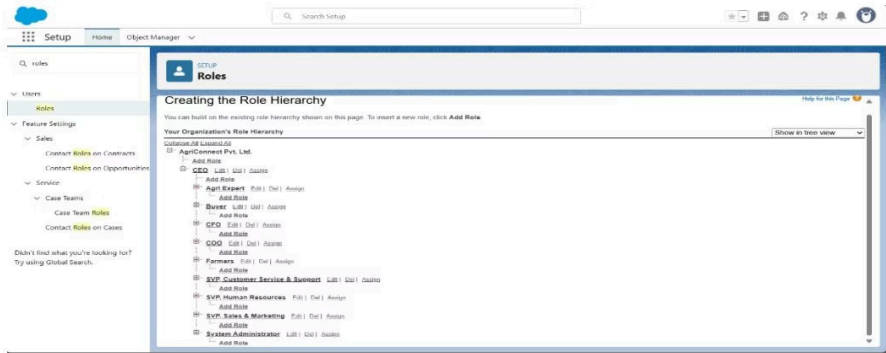 Search Setup
Setup Home Object Manager
roles
Users
Roles
Feature Settings
Sales
Contact Roles on Contracts
Contact Roles on Opportunities
Service
Case Teams
Case Team Roles
Contact Roles on Cases
Didn't find what you're looking for?
Try using Global Search.
SETUP
Roles
Creating the Role Hierarchy
Help for this Page
You can build on the existing role hierarchy shown on this page. To insert a new role, click Add Role.
Your Organization's Role Hierarchy
Show in tree view
Collapse All Expand All
AgriConnect Pvt. Ltd.
Add Role
CEO Edit | Del | Assign
Add Role
Agri Expert Edit | Del | Assign
Add Role
Buyer Edit | Del | Assign
Add Role
CFO Edit | Del | Assign
Add Role
COO Edit | Del | Assign
Add Role
Farmers Edit | Del | Assign
Add Role
SVP, Customer Service & Support Edit | Del | Assign
Add Role
SVP, Human Resources Edit | Del | Assign
Add Role
SVP, Sales & Marketing Edit | Del | Assign
Add Role
System Administrator Edit | Del | Assign
Add Role